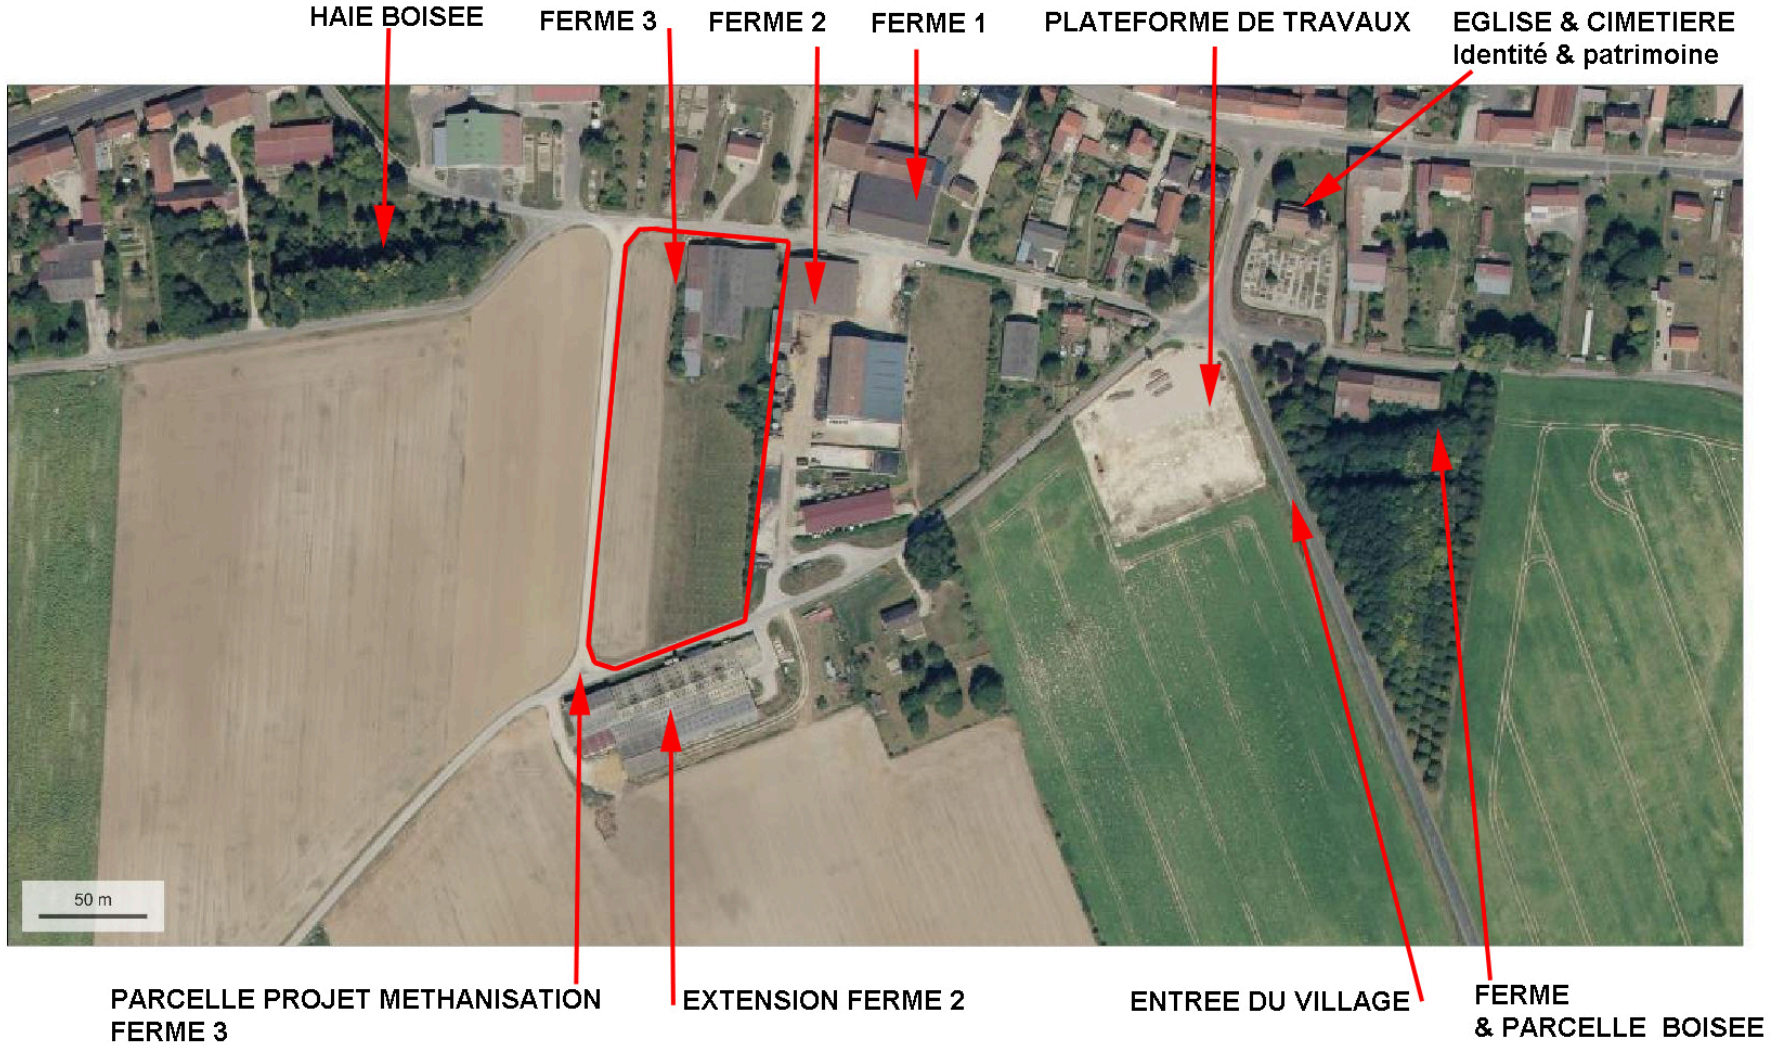 HAIE BOISEE
FERME 3
FERME 2
FERME 1
PLATEFORME DE TRAVAUX
EGLISE & CIMETIERE
Identité & patrimoine
50 m
PARCELLE PROJET METHANISATION
FERME 3
EXTENSION FERME 2
ENTREE DU VILLAGE
FERME
& PARCELLE BOISEE